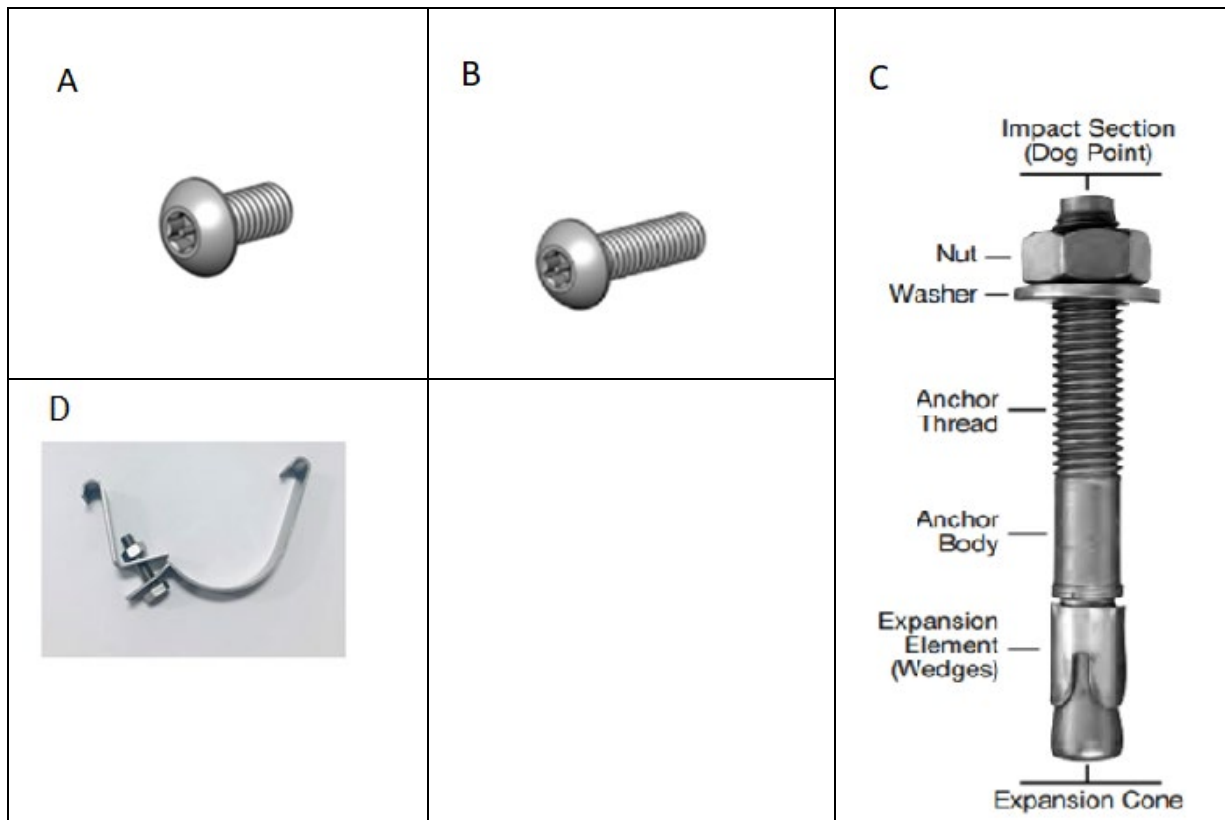 A
B
C
Impact Section
(Dog Point)
Nut
Washer
Anchor
Thread
Anchor
Body
Expansion
Element
(Wedges)
Expansion Cone
D